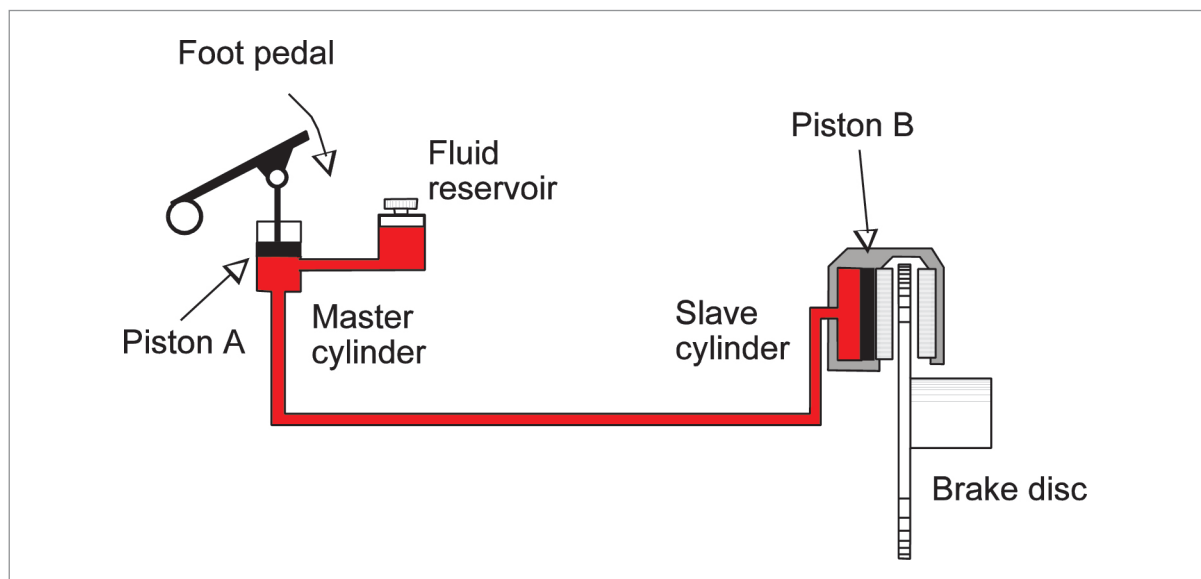 Foot pedal
Fluid
reservoir
Piston B
Piston A
Master
cylinder
Slave
cylinder
Brake disc